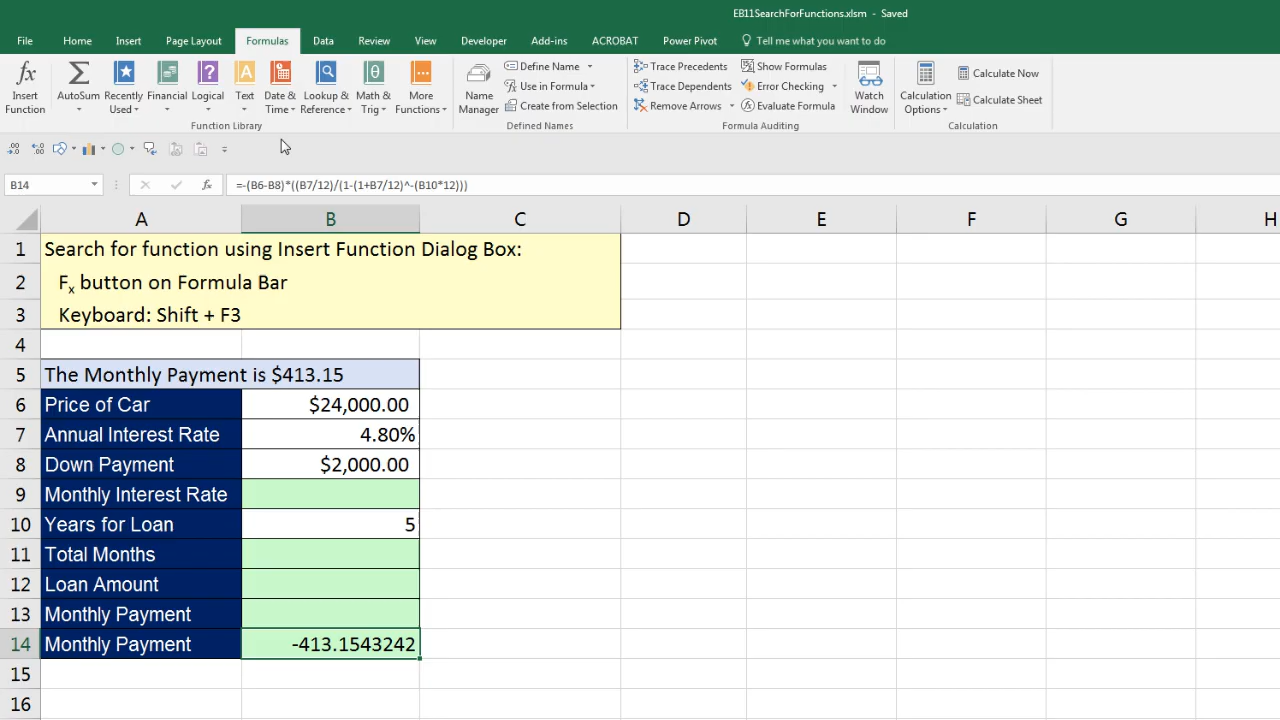 EB11SearchForFunctions.xlsm - Saved
File Home Insert Page Layout Formulas Data Review View Developer Add-ins ACROBAT Power Pivot Tell me what you want to do
fx Insert Function
Σ AutoSum
Recently Used
Financial
? Logical
A Text
Date & Time
Lookup & Reference
θ Math & Trig
More Functions
Name Manager
Define Name
Use in Formula
Create from Selection
Trace Precedents
Trace Dependents
Remove Arrows
Show Formulas
Error Checking
Evaluate Formula
Watch Window
Calculation Options
Calculate Now
Calculate Sheet
Function Library Defined Names Formula Auditing Calculation
B14 fx =-(B6-B8)*((B7/12)/(1-(1+B7/12)^-(B10*12)))
A B C D E F G H
1 Search for function using Insert Function Dialog Box:
2 Fx button on Formula Bar
3 Keyboard: Shift + F3
4
5 The Monthly Payment is $413.15
6 Price of Car $24,000.00
7 Annual Interest Rate 4.80%
8 Down Payment $2,000.00
9 Monthly Interest Rate
10 Years for Loan 5
11 Total Months
12 Loan Amount
13 Monthly Payment
14 Monthly Payment -413.1543242
15
16